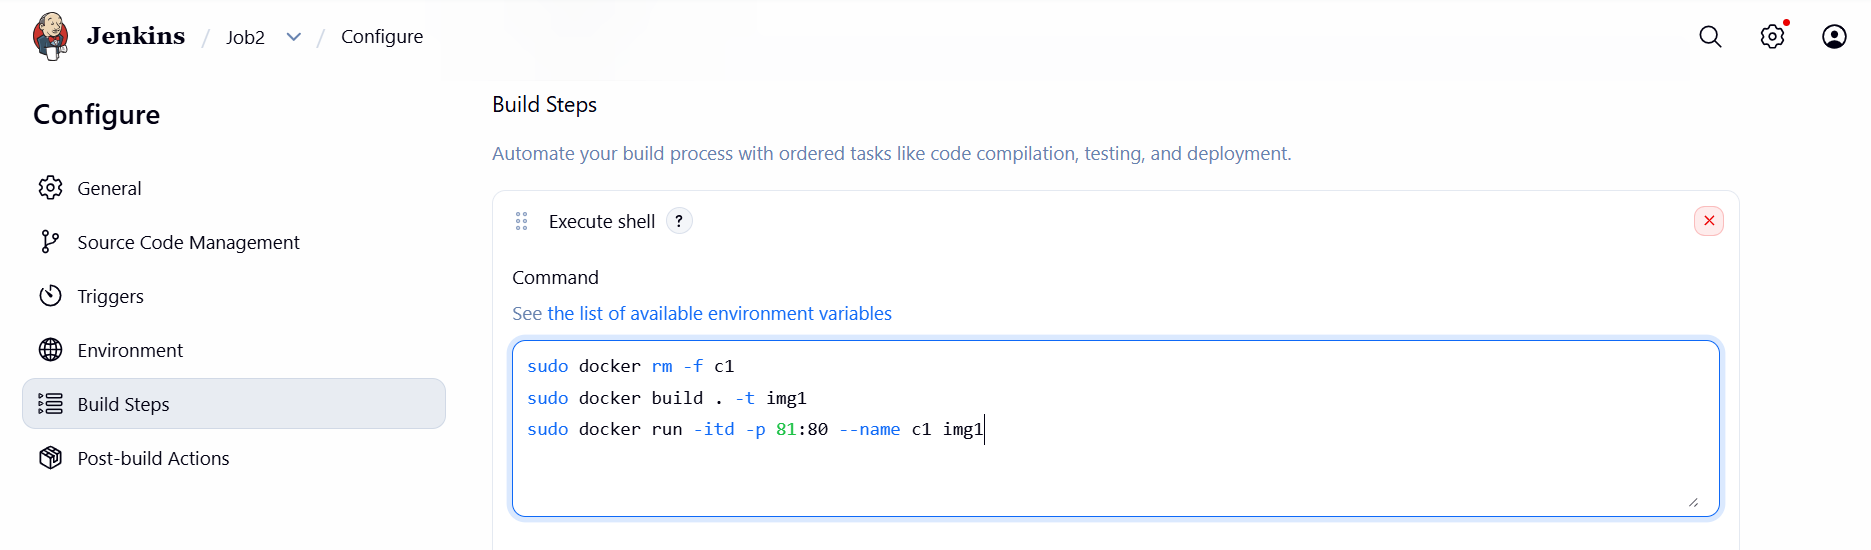 Jenkins / Job2 / Configure
Configure
General
Source Code Management
Triggers
Environment
Build Steps
Post-build Actions
Build Steps
Automate your build process with ordered tasks like code compilation, testing, and deployment.
Execute shell ?
Command
See the list of available environment variables
sudo docker rm -f c1
sudo docker build . -t img1
sudo docker run -itd -p 81:80 --name c1 img1